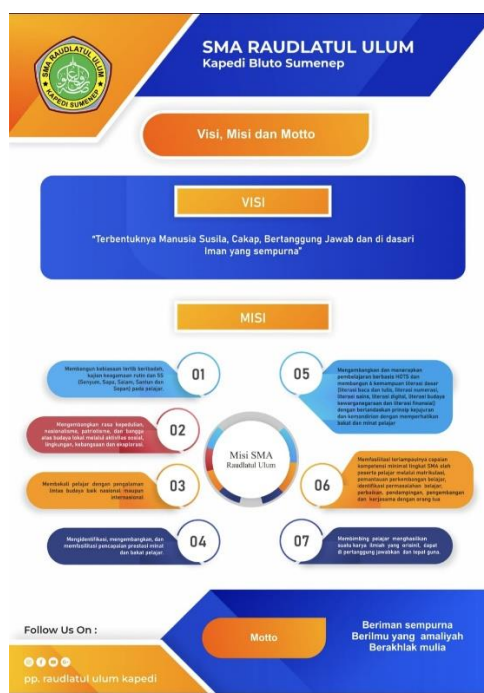 SMA RAUDLATUL ULUM
KAPEDI SUMENEP
SMA RAUDLATUL ULUM
Kapedi Bluto Sumenep
Visi, Misi dan Motto
VISI
"Terbentuknya Manusia Susila, Cakap, Bertanggung Jawab dan di dasari
Iman yang sempurna"
MISI
01
Membangun kebiasaan tertib beribadah,
kajian keagamaan rutin dan 5S
(Senyum, Sapa, Salam, Santun dan
Sopan) pada pelajar.
02
Mengembangkan rasa kepedulian,
nasionalisme, patriotisme, dan bangga
atas budaya lokal melalui aktivitas sosial,
lingkungan, kebangsaan dan eksplorasi.
03
Membekali pelajar dengan pengalaman
lintas budaya baik nasional maupun
internasional.
04
Mengidentifikasi, mengembangkan, dan
memfasilitasi pencapaian prestasi minat
dan bakat pelajar.
Misi SMA
Raudlatul Ulum
05
Mengembangkan dan menerapkan
pembelajaran berbasis HOTS dan
membangun 6 kemampuan literasi dasar
(literasi baca dan tulis, literasi numerasi,
literasi sains, literasi digital, literasi budaya
kewarganegaraan dan literasi finansial)
dengan berlandaskan prinsip kejujuran
dan kemandirian dengan memperhatikan
bakat dan minat pelajar
06
Memfasilitasi terlampauinya capaian
kompetensi minimal tingkat SMA oleh
peserta pelajar melalui matrikulasi,
pemantauan perkembangan belajar,
identifikasi permasalahan belajar,
perbaikan, pendampingan, pengembangan
dan kerjasama dengan orang tua
07
Membimbing pelajar menghasilkan
suatu karya ilmiah yang orisinil, dapat
di pertanggung jawabkan dan tepat guna.
Follow Us On :
pp. raudlatul ulum kapedi
Motto
Beriman sempurna
Berilmu yang amaliyah
Berakhlak mulia